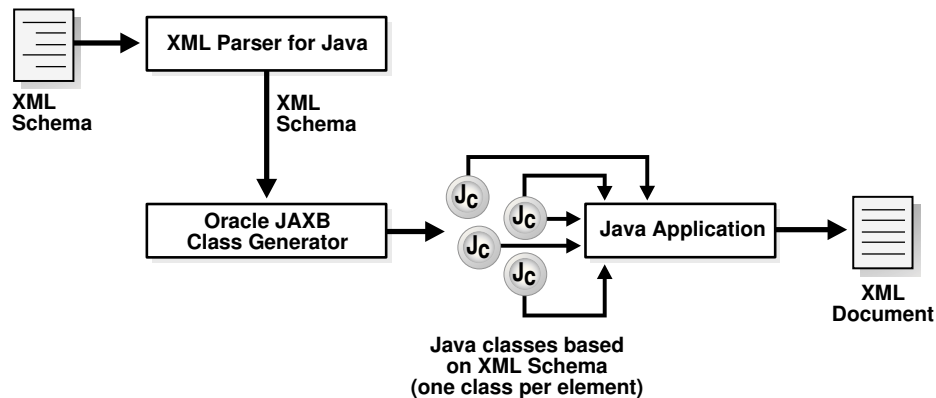 XML Parser for Java
XML
Schema
XML
Schema
Oracle JAXB
Class Generator
Jc
Jc
Jc
Jc
Java Application
XML
Document
Java classes based
on XML Schema
(one class per element)